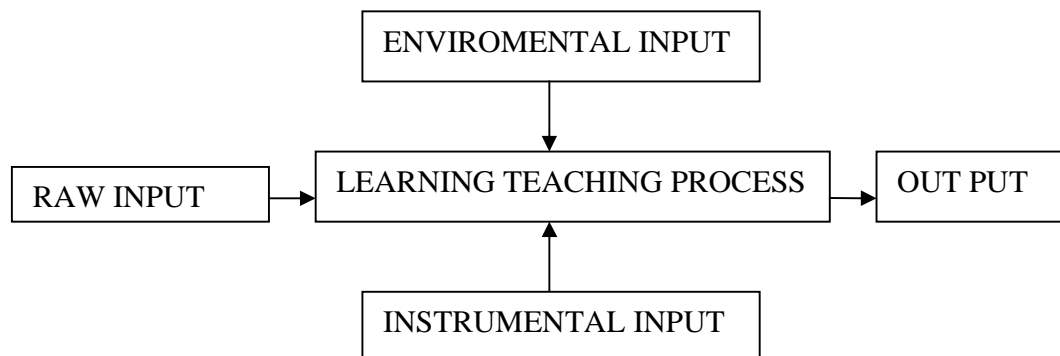 ENVIROMENTAL INPUT
RAW INPUT
LEARNING TEACHING PROCESS
OUT PUT
INSTRUMENTAL INPUT